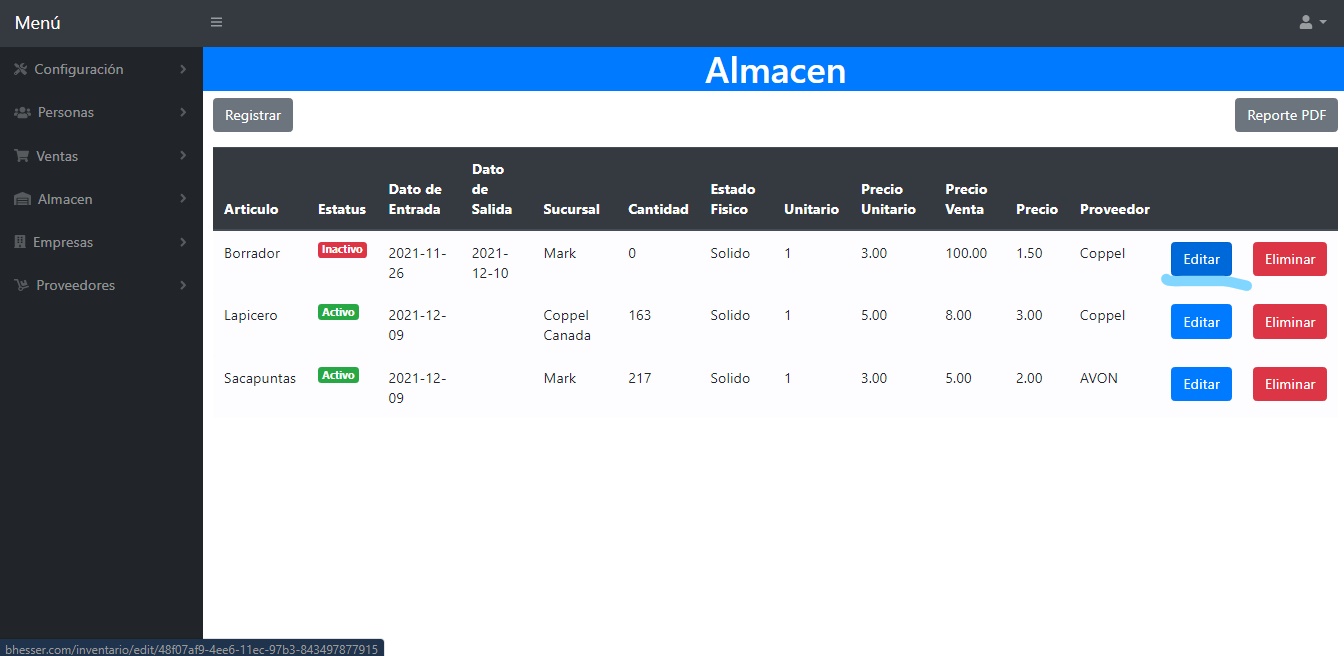 Menú
Configuración
Personas
Ventas
Almacen
Empresas
Proveedores
Almacen
Registrar
Reporte PDF
Articulo Estatus Dato de Entrada Dato de Salida Sucursal Cantidad Estado Fisico Unitario Precio Unitario Precio Venta Precio Proveedor
Borrador Inactivo 2021-11-26 2021-12-10 Mark 0 Solido 1 3.00 100.00 1.50 Coppel Editar Eliminar
Lapicero Activo 2021-12-09 Coppel Canada 163 Solido 1 5.00 8.00 3.00 Coppel Editar Eliminar
Sacapuntas Activo 2021-12-09 Mark 217 Solido 1 3.00 5.00 2.00 AVON Editar Eliminar
bhesser.com/inventario/edit/48f07af9-4ee6-11ec-97b3-843497877915